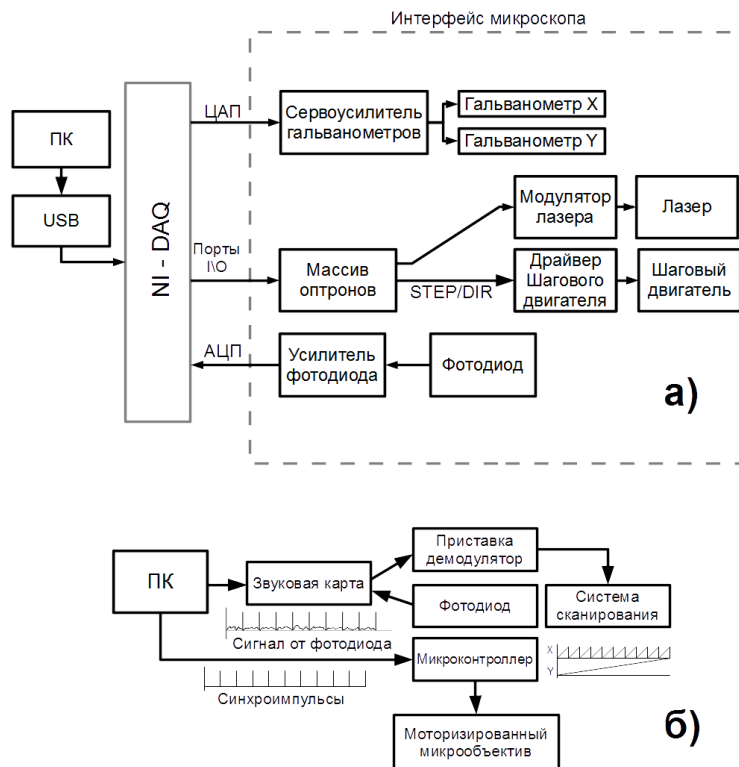 Интерфейс микроскопа
ПК
USB
NI - DAQ
ЦАП
Сервоусилитель
гальванометров
Гальванометр X
Гальванометр Y
Порты
I\O
Массив
оптронов
STEP/DIR
Модулятор
лазера
Лазер
Драйвер
Шагового
двигателя
Шаговый
двигатель
АЦП
Усилитель
фотодиода
Фотодиод
а)
ПК
Звуковая карта
Приставка
демодулятор
Фотодиод
Система
сканирования
Сигнал от фотодиода
Синхроимпульсы
Микроконтроллер
X
Y
Моторизированный
микрообъектив
б)